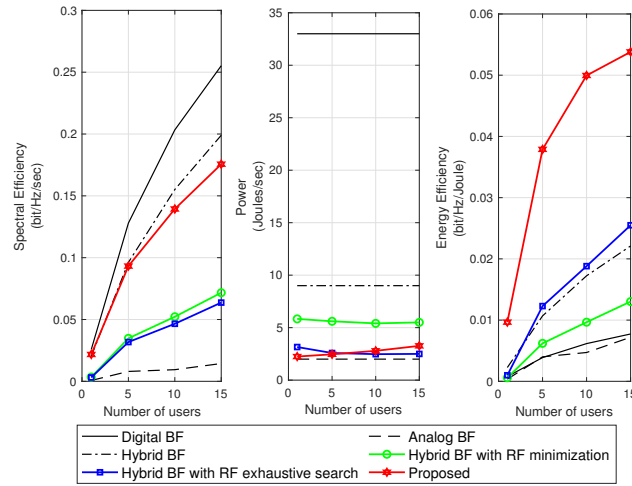 0.3
0.25
0.2
0.15
0.1
0.05
0
0 5 10 15
Number of users
Spectral Efficiency
(bit/Hz/sec)
35
30
25
20
15
10
5
0
0 5 10 15
Number of users
Power
(Joules/sec)
0.06
0.05
0.04
0.03
0.02
0.01
0
0 5 10 15
Number of users
Energy Efficiency
(bit/Hz/Joule)
Digital BF
Analog BF
Hybrid BF
Hybrid BF with RF minimization
Hybrid BF with RF exhaustive search
Proposed